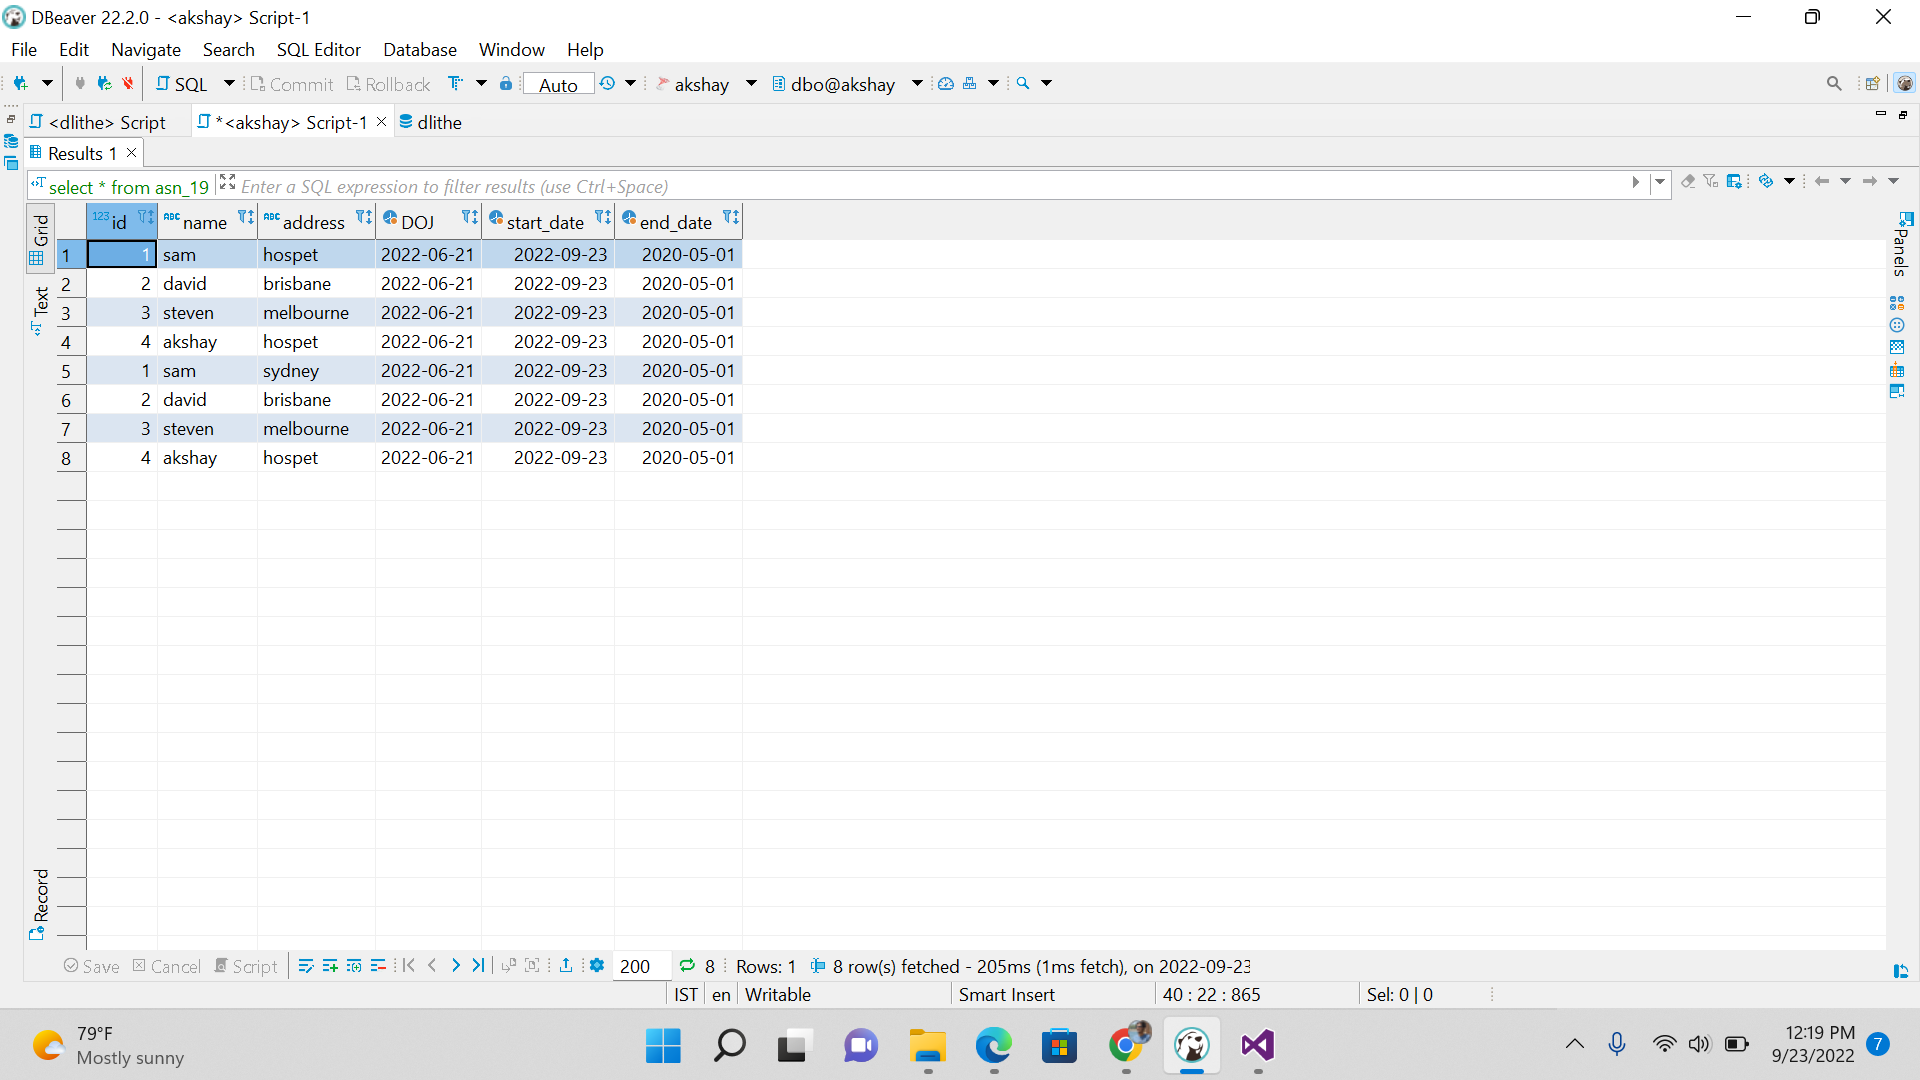 DBeaver 22.2.0 - <akshay> Script-1
File Edit Navigate Search SQL Editor Database Window Help
SQL Commit Rollback Auto akshay dbo@akshay
<dlithe> Script *<akshay> Script-1 dlithe
Results 1
select * from asn_19 Enter a SQL expression to filter results (use Ctrl+Space)
Grid
Text
Record
Panels
123 id ABC name ABC address DOJ start_date end_date
1 1 sam hospet 2022-06-21 2022-09-23 2020-05-01
2 2 david brisbane 2022-06-21 2022-09-23 2020-05-01
3 3 steven melbourne 2022-06-21 2022-09-23 2020-05-01
4 4 akshay hospet 2022-06-21 2022-09-23 2020-05-01
5 1 sam sydney 2022-06-21 2022-09-23 2020-05-01
6 2 david brisbane 2022-06-21 2022-09-23 2020-05-01
7 3 steven melbourne 2022-06-21 2022-09-23 2020-05-01
8 4 akshay hospet 2022-06-21 2022-09-23 2020-05-01
Save Cancel Script 200 8 Rows: 1 8 row(s) fetched - 205ms (1ms fetch), on 2022-09-23
IST en Writable Smart Insert 40 : 22 : 865 Sel: 0 | 0
79°F
Mostly sunny
12:19 PM
9/23/2022
7